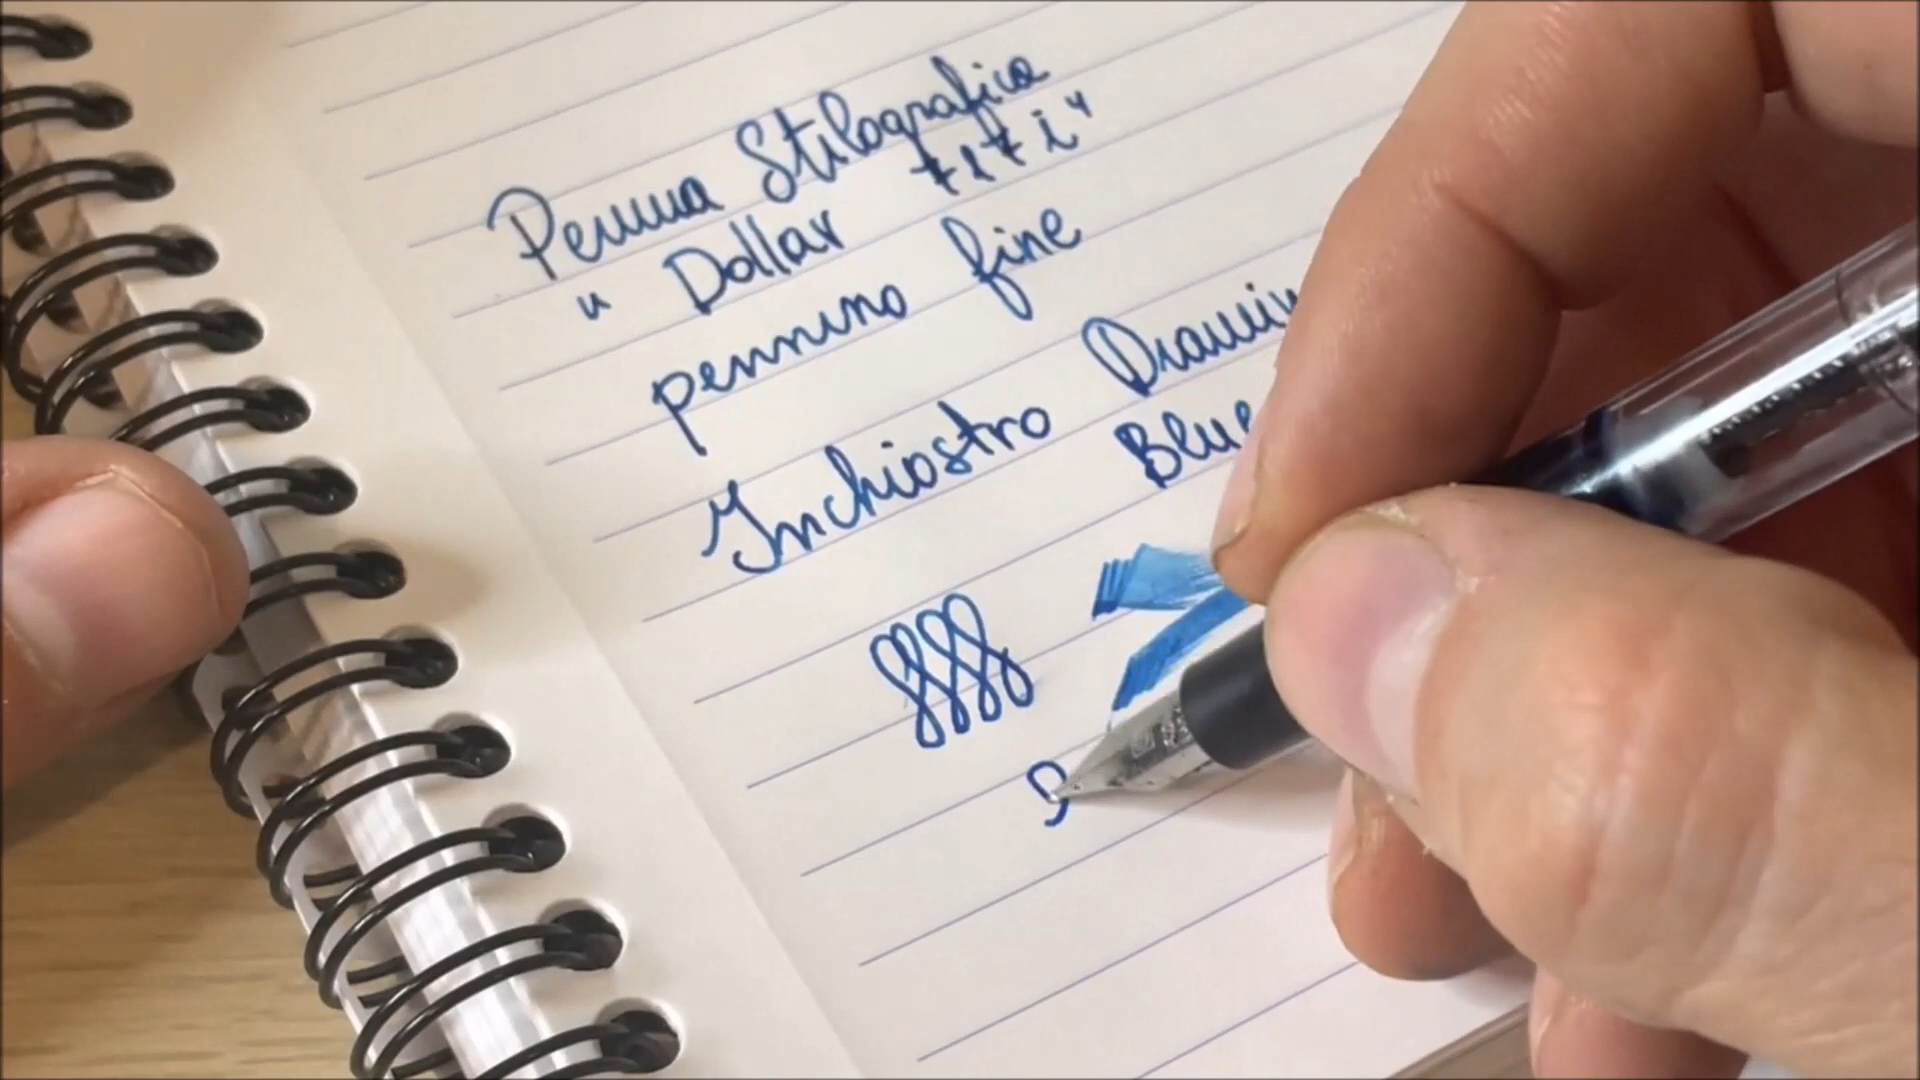 Penna Stilografica
" Dollar 717 i"
pennino fine
Inchiostro
Blue